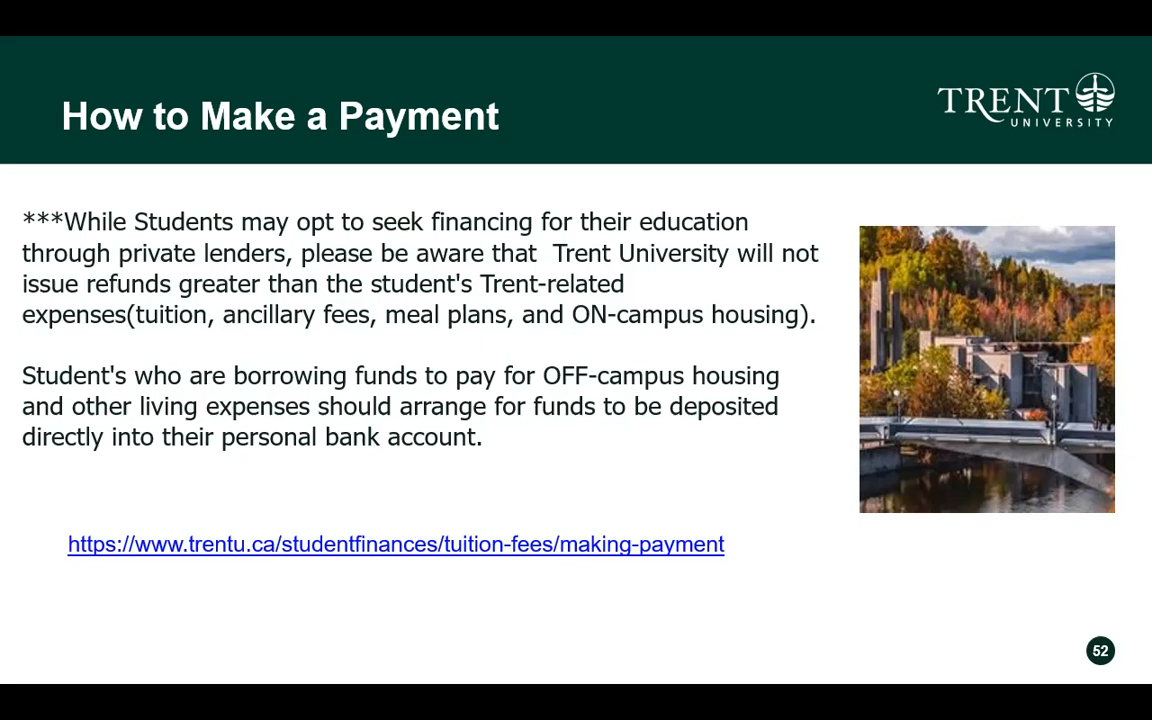 How to Make a Payment
TRENT
UNIVERSITY
***While Students may opt to seek financing for their education
through private lenders, please be aware that  Trent University will not
issue refunds greater than the student's Trent-related
expenses(tuition, ancillary fees, meal plans, and ON-campus housing).
Student's who are borrowing funds to pay for OFF-campus housing
and other living expenses should arrange for funds to be deposited
directly into their personal bank account.
https://www.trentu.ca/studentfinances/tuition-fees/making-payment
52